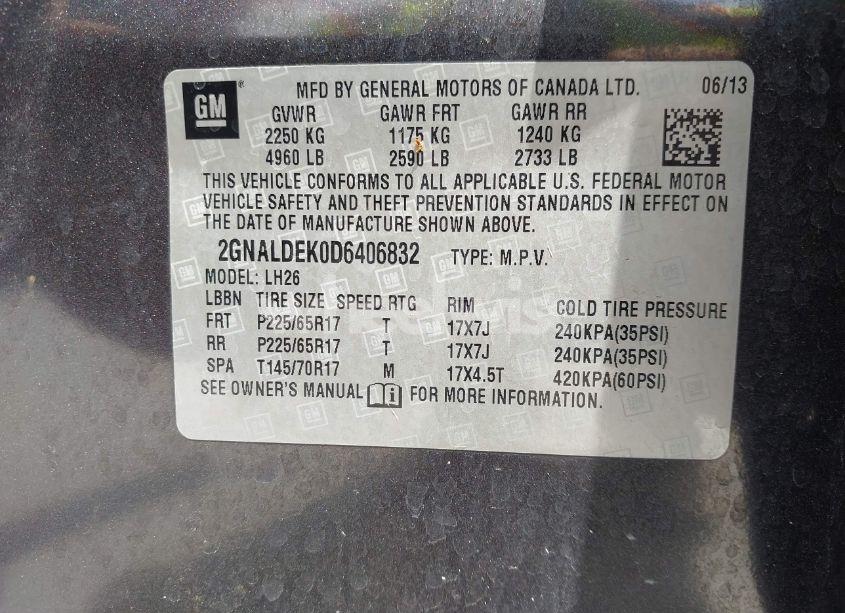 GM
MFD BY GENERAL MOTORS OF CANADA LTD. 06/13
GVWR GAWR FRT GAWR RR
2250 KG 1175 KG 1240 KG
4960 LB 2590 LB 2733 LB
THIS VEHICLE CONFORMS TO ALL APPLICABLE U.S. FEDERAL MOTOR
VEHICLE SAFETY AND THEFT PREVENTION STANDARDS IN EFFECT ON
THE DATE OF MANUFACTURE SHOWN ABOVE.
2GNALDEK0D6406832 TYPE: M.P.V.
MODEL: LH26
LBBN TIRE SIZE SPEED RTG RIM COLD TIRE PRESSURE
FRT P225/65R17 T 17X7J 240KPA(35PSI)
RR P225/65R17 T 17X7J 240KPA(35PSI)
SPA T145/70R17 M 17X4.5T 420KPA(60PSI)
SEE OWNER'S MANUAL FOR MORE INFORMATION.